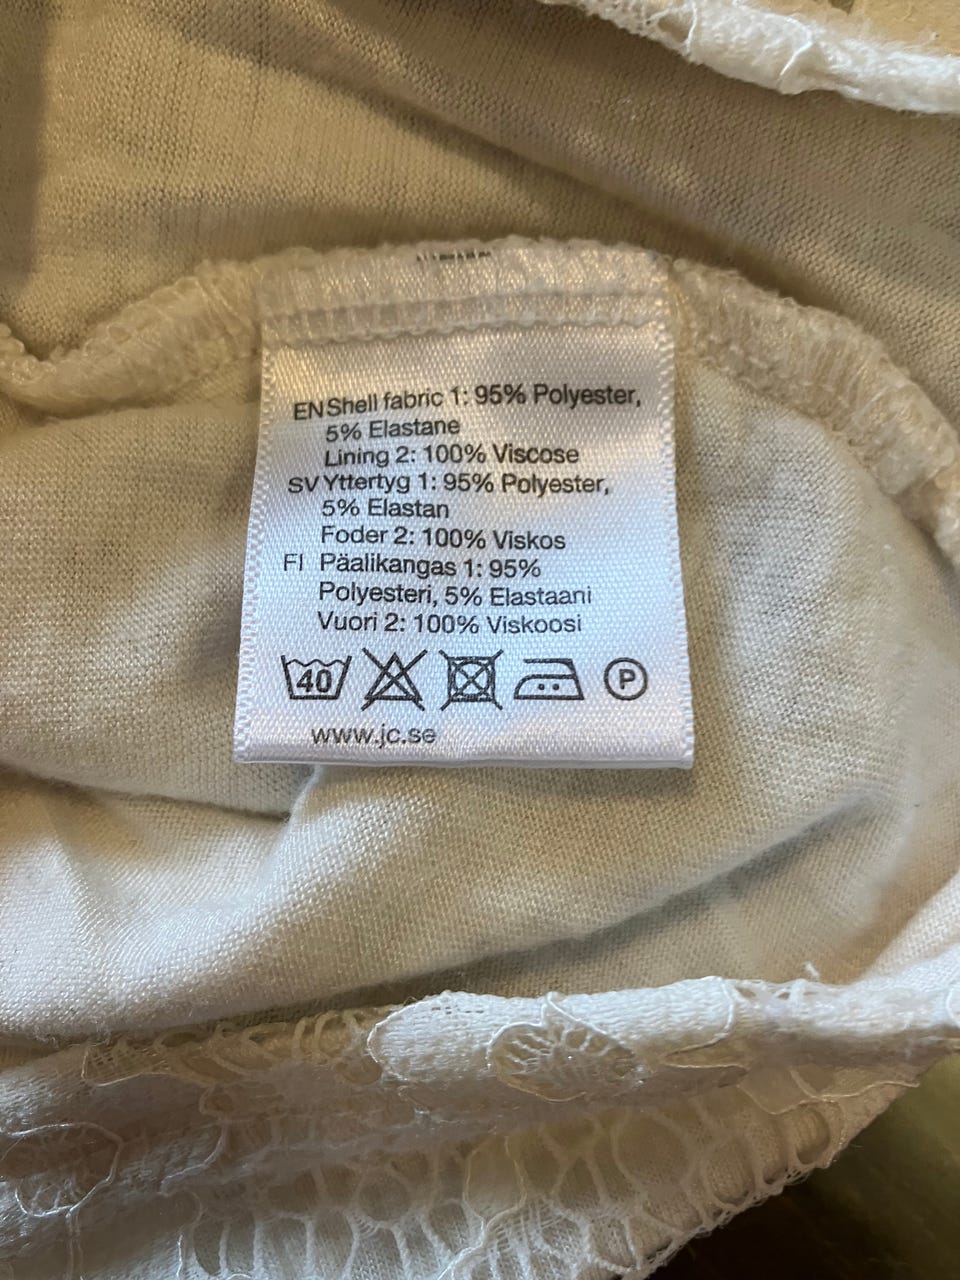 EN Shell fabric 1: 95% Polyester,
5% Elastane
Lining 2: 100% Viscose
SV Yttertyg 1: 95% Polyester,
5% Elastan
Foder 2: 100% Viskos
FI Päalikangas 1: 95%
Polyesteri, 5% Elastaani
Vuori 2: 100% Viskoosi
40 P
www.jc.se